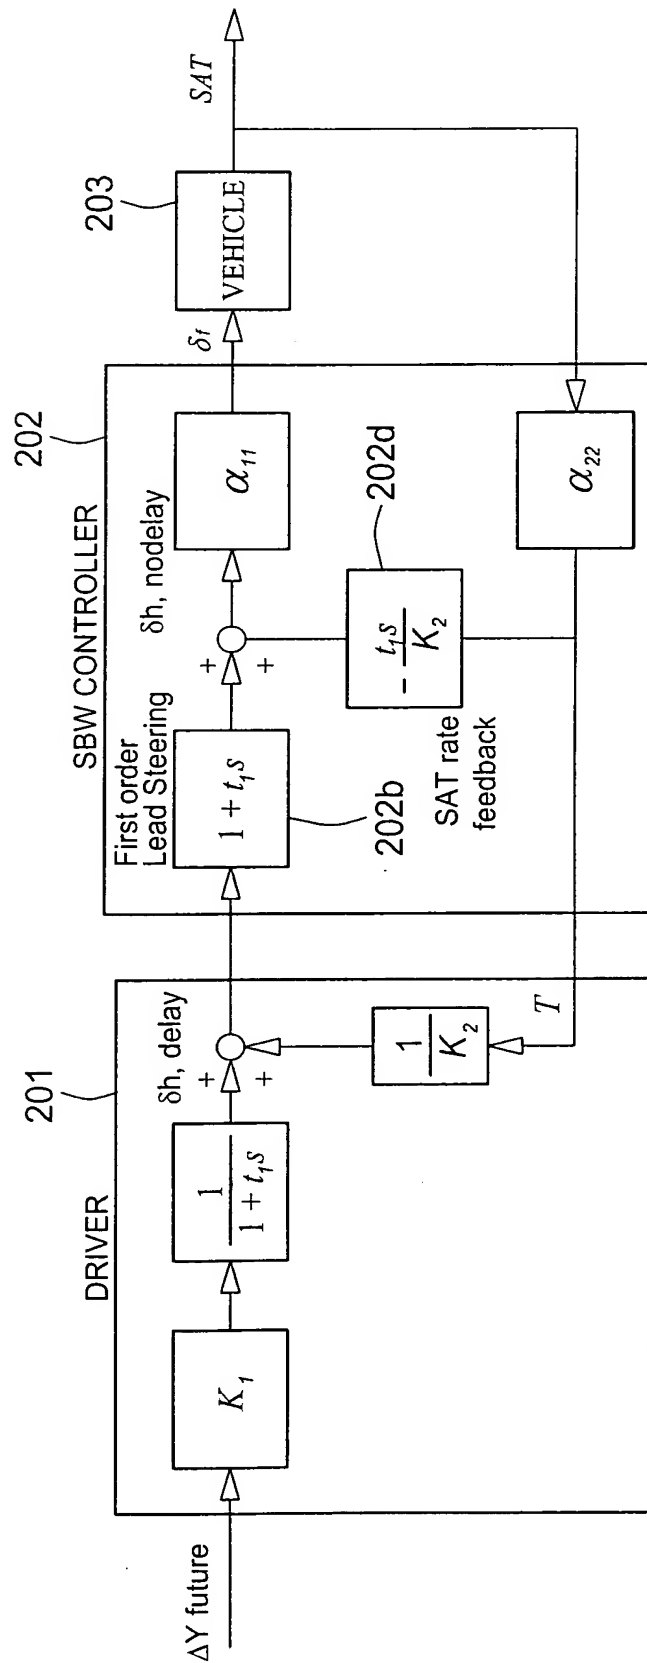 201
DRIVER
ΔY future
K₁
1
1 + t₁s
δh, delay
+
+
1
K₂
T
202
SBW CONTROLLER
First order
Lead Steering
1 + t₁s
202b
+
+
δh, nodelay
SAT rate
feedback
- t₁s
K₂
202d
α₁₁
α₂₂
δf
203
VEHICLE
SAT